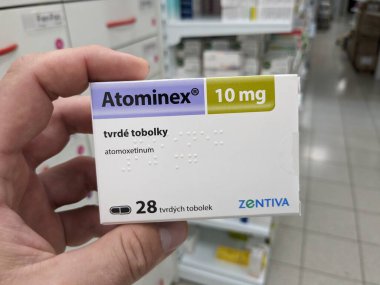 Atominex® 10 mg
tvrdé tobolky
atomoxetinum
28 tvrdých tobolek
ZENTIVA